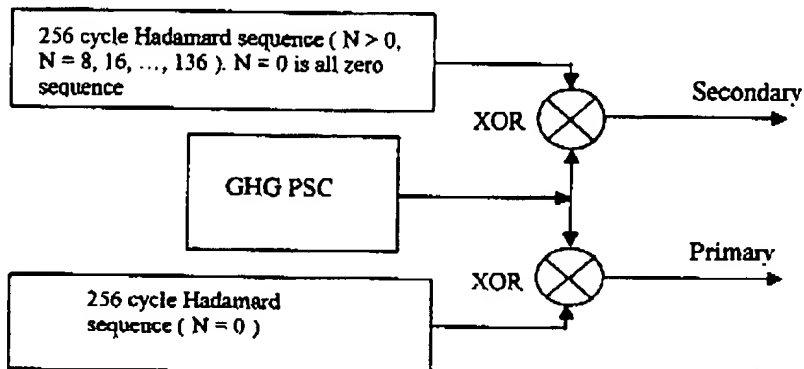 256 cycle Hadamard sequence ( N > 0,
N = 8, 16, ..., 136 ). N = 0 is all zero
sequence
Secondary
XOR
GHG PSC
Primary
XOR
256 cycle Hadamard
sequence ( N = 0 )